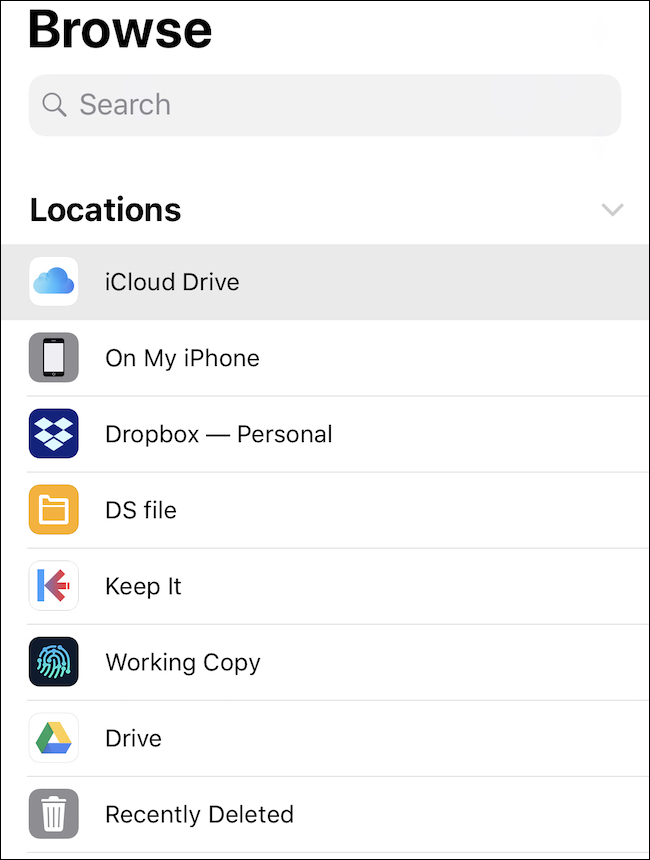 Browse
Search
Locations
iCloud Drive
On My iPhone
Dropbox — Personal
DS file
Keep It
Working Copy
Drive
Recently Deleted